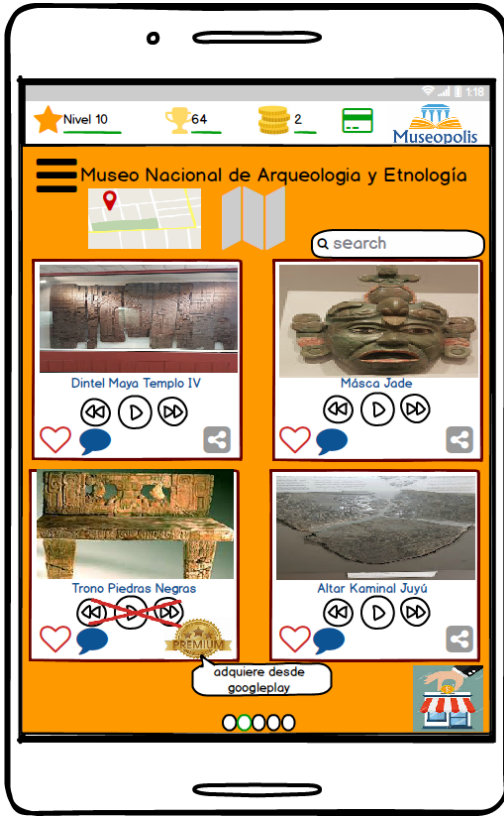 1:18
Nivel 10
64
2
Museopolis
Museo Nacional de Arqueologia y Etnología
search
Dintel Maya Templo IV
Másca Jade
Trono Piedras Negras
Altar Kaminal Juyú
PREMIUM
adquiere desde
googleplay